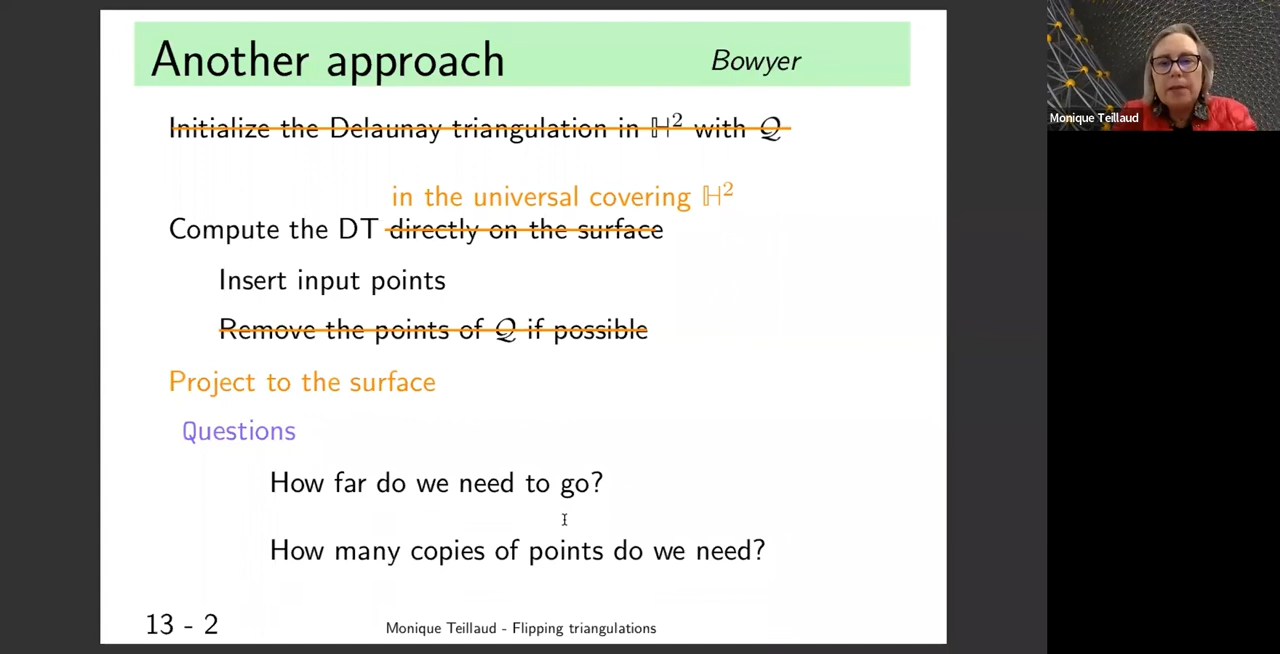 Another approach Bowyer
Initialize the Delaunay triangulation in ℍ² with 𝒬
in the universal covering ℍ²
Compute the DT directly on the surface
Insert input points
Remove the points of 𝒬 if possible
Project to the surface
Questions
How far do we need to go?
How many copies of points do we need?
13 - 2
Monique Teillaud - Flipping triangulations
Monique Teillaud